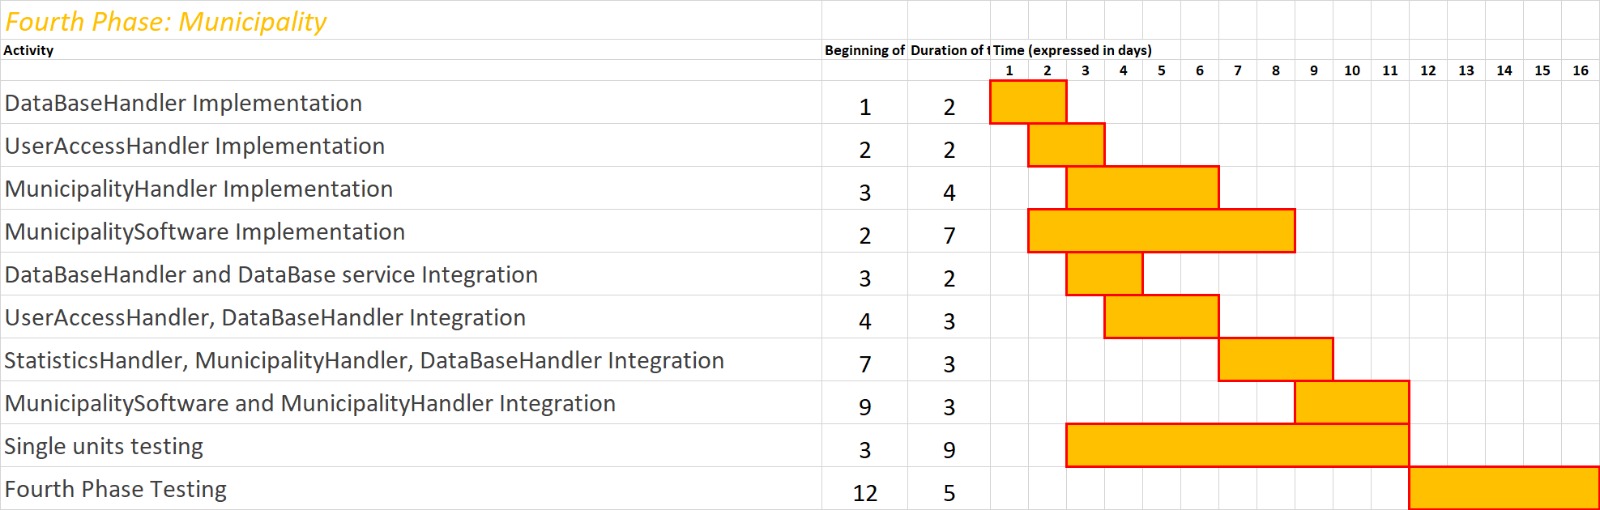 Fourth Phase: Municipality
Activity Beginning of Duration of t Time (expressed in days)
1 2 3 4 5 6 7 8 9 10 11 12 13 14 15 16
DataBaseHandler Implementation 1 2
UserAccessHandler Implementation 2 2
MunicipalityHandler Implementation 3 4
MunicipalitySoftware Implementation 2 7
DataBaseHandler and DataBase service Integration 3 2
UserAccessHandler, DataBaseHandler Integration 4 3
StatisticsHandler, MunicipalityHandler, DataBaseHandler Integration 7 3
MunicipalitySoftware and MunicipalityHandler Integration 9 3
Single units testing 3 9
Fourth Phase Testing 12 5